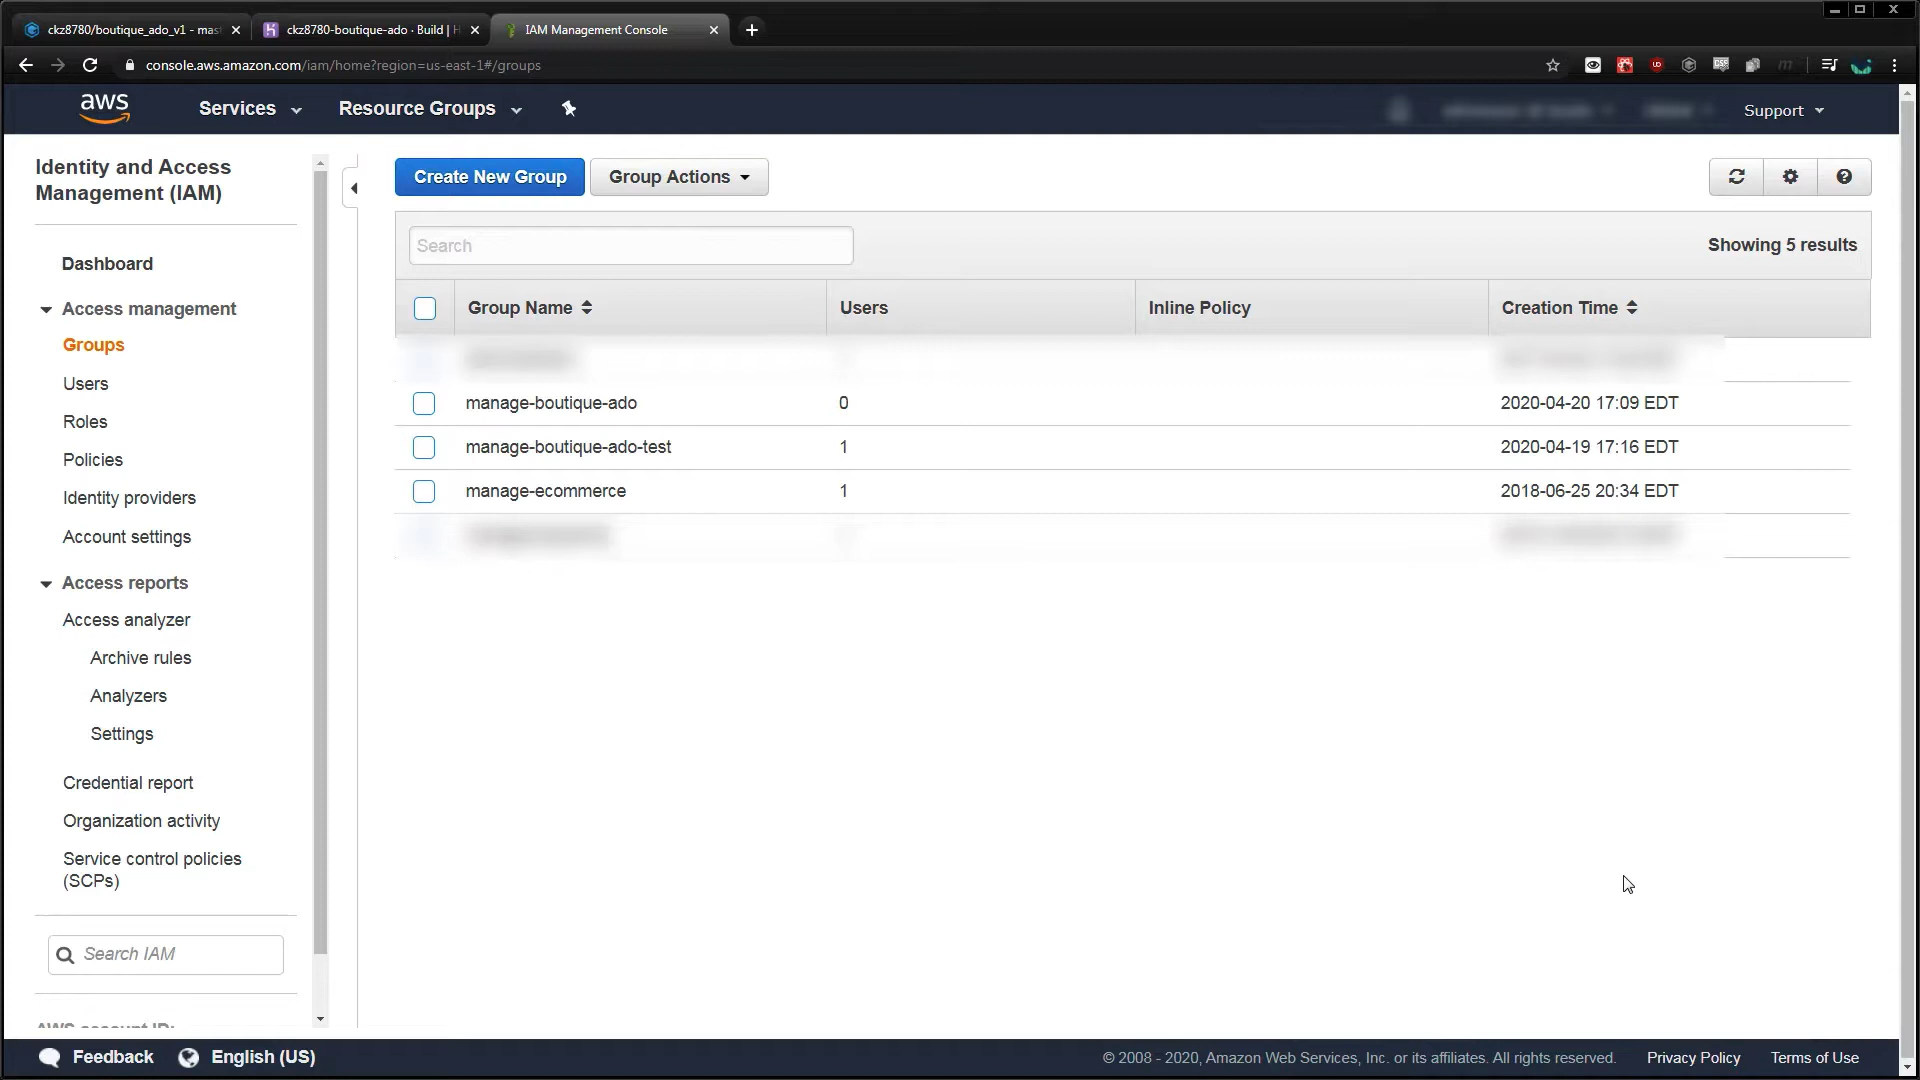 ckz8780/boutique_ado_v1 - mas
ckz8780-boutique-ado · Build | H
IAM Management Console
console.aws.amazon.com/iam/home?region=us-east-1#/groups
aws
Services
Resource Groups
Support
Identity and Access
Management (IAM)
Dashboard
Access management
Groups
Users
Roles
Policies
Identity providers
Account settings
Access reports
Access analyzer
Archive rules
Analyzers
Settings
Credential report
Organization activity
Service control policies
(SCPs)
Search IAM
AWS account ID:
Create New Group
Group Actions
Search
Showing 5 results
Group Name Users Inline Policy Creation Time
manage-boutique-ado 0 2020-04-20 17:09 EDT
manage-boutique-ado-test 1 2020-04-19 17:16 EDT
manage-ecommerce 1 2018-06-25 20:34 EDT
Feedback
English (US)
© 2008 - 2020, Amazon Web Services, Inc. or its affiliates. All rights reserved.
Privacy Policy
Terms of Use